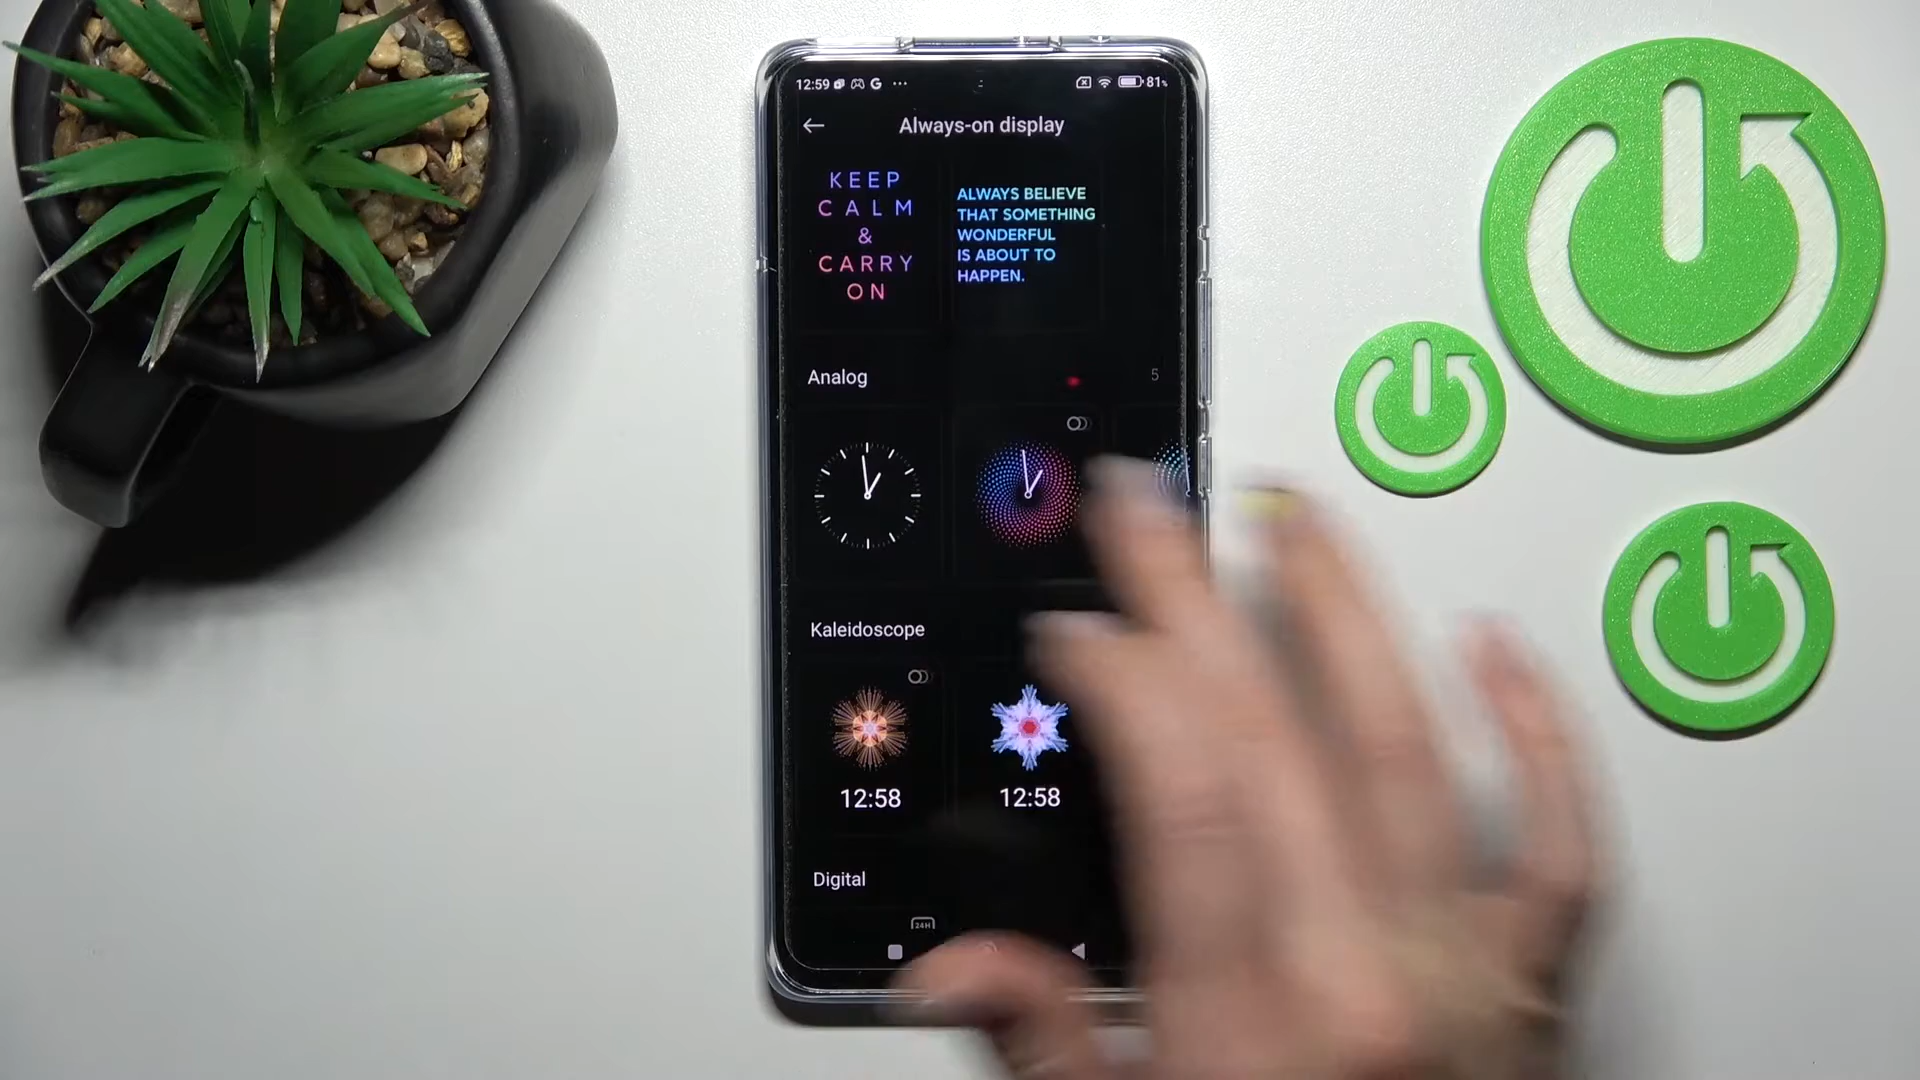 12:59 G ... 81%
Always-on display
KEEP
CALM
&
CARRY
ON
ALWAYS BELIEVE
THAT SOMETHING
WONDERFUL
IS ABOUT TO
HAPPEN.
Analog 5
Kaleidoscope
12:58 12:58
Digital
24H